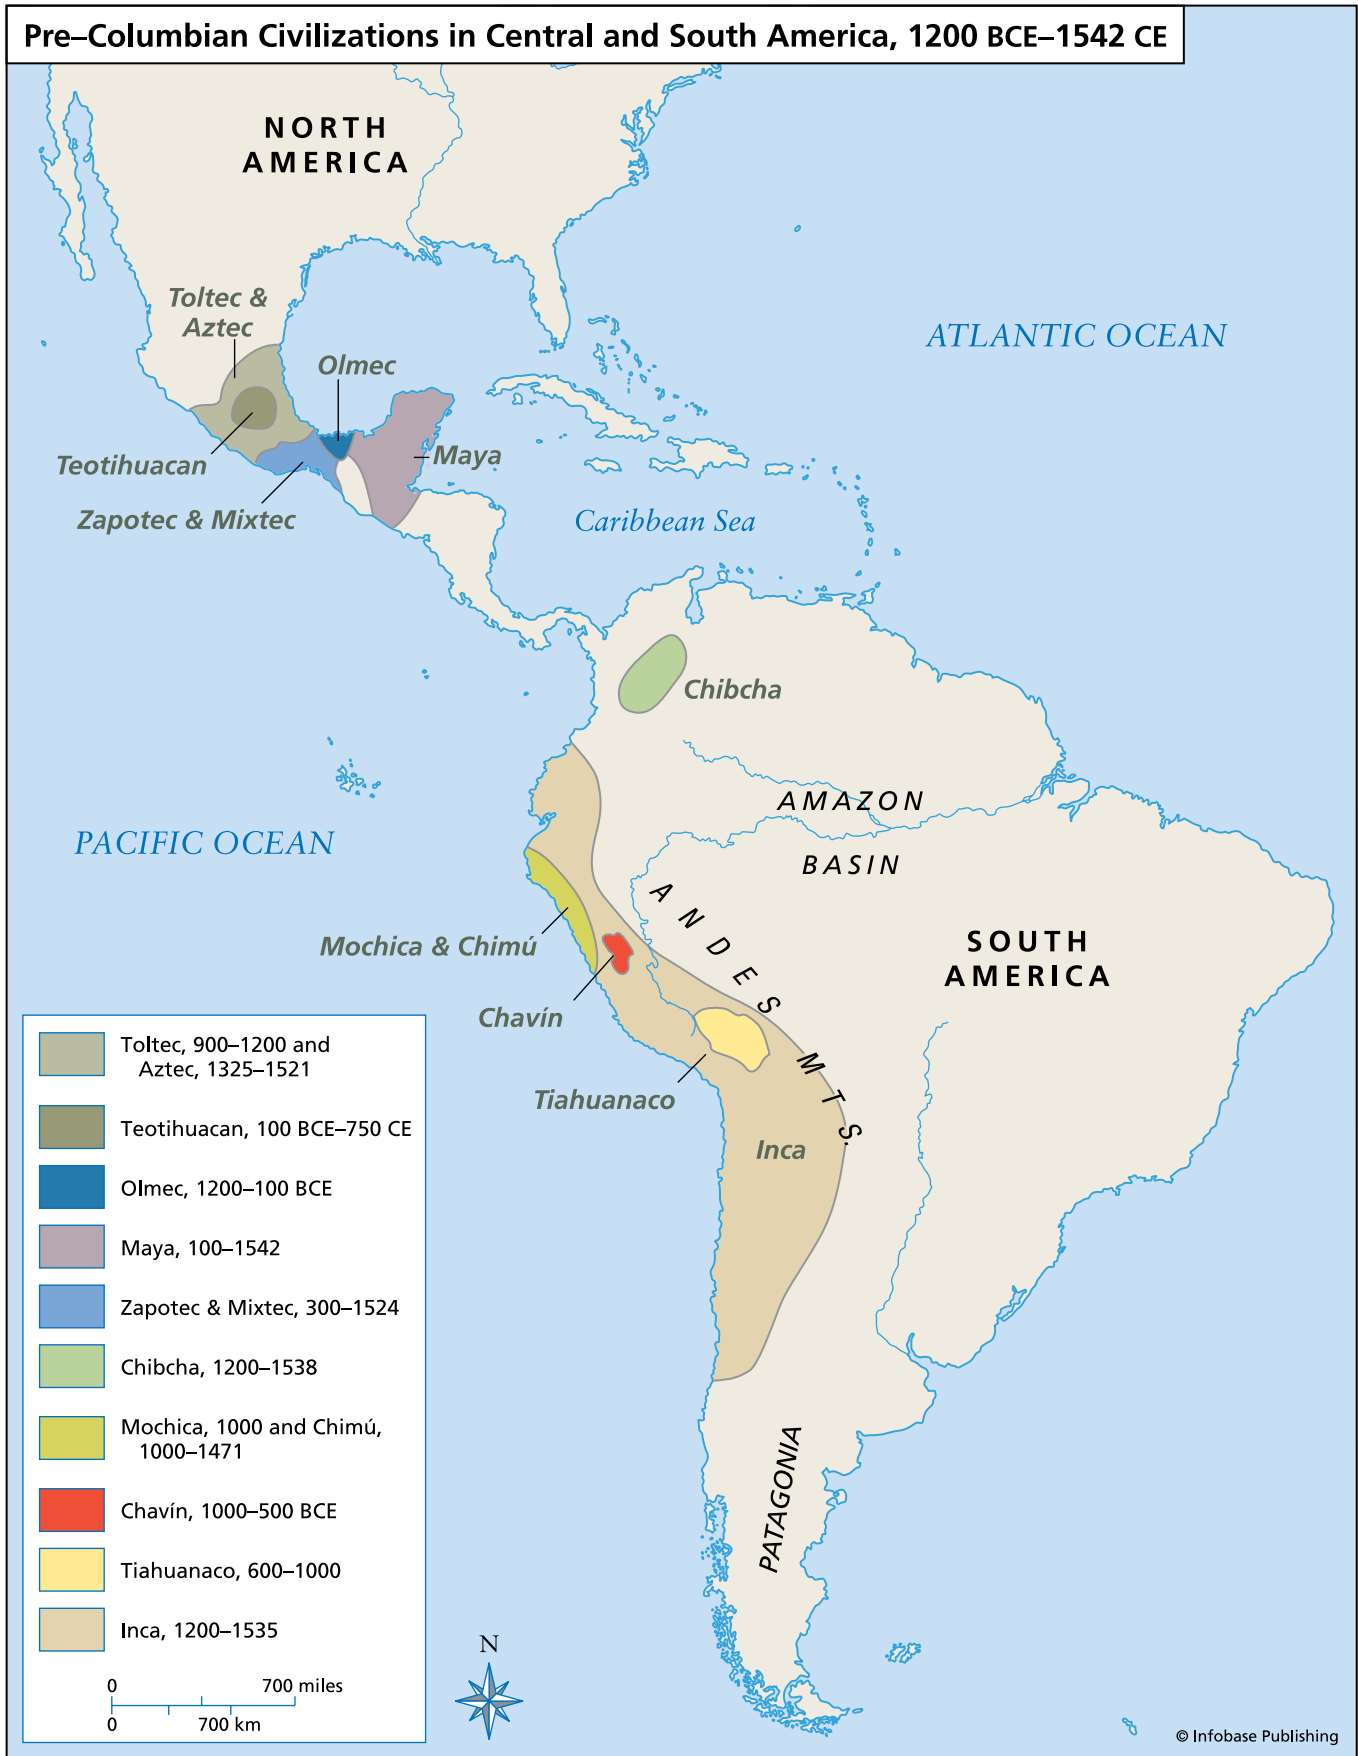 Pre–Columbian Civilizations in Central and South America, 1200 BCE–1542 CE
NORTH
AMERICA
Toltec &
Aztec
Olmec
ATLANTIC OCEAN
Teotihuacan
Maya
Zapotec & Mixtec
Caribbean Sea
Chibcha
AMAZON
BASIN
PACIFIC OCEAN
ANDES MTS.
Mochica & Chimú
SOUTH
AMERICA
Chavín
Tiahuanaco
Inca
PATAGONIA
Toltec, 900–1200 and
Aztec, 1325–1521
Teotihuacan, 100 BCE–750 CE
Olmec, 1200–100 BCE
Maya, 100–1542
Zapotec & Mixtec, 300–1524
Chibcha, 1200–1538
Mochica, 1000 and Chimú,
1000–1471
Chavín, 1000–500 BCE
Tiahuanaco, 600–1000
Inca, 1200–1535
0 700 miles
0 700 km
N
© Infobase Publishing